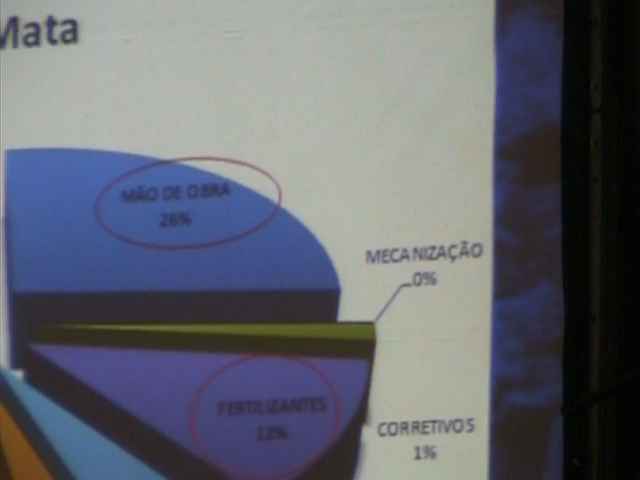 Mata
MÃO DE OBRA
26%
MECANIZAÇÃO
0%
FERTILIZANTES
12%
CORRETIVOS
1%